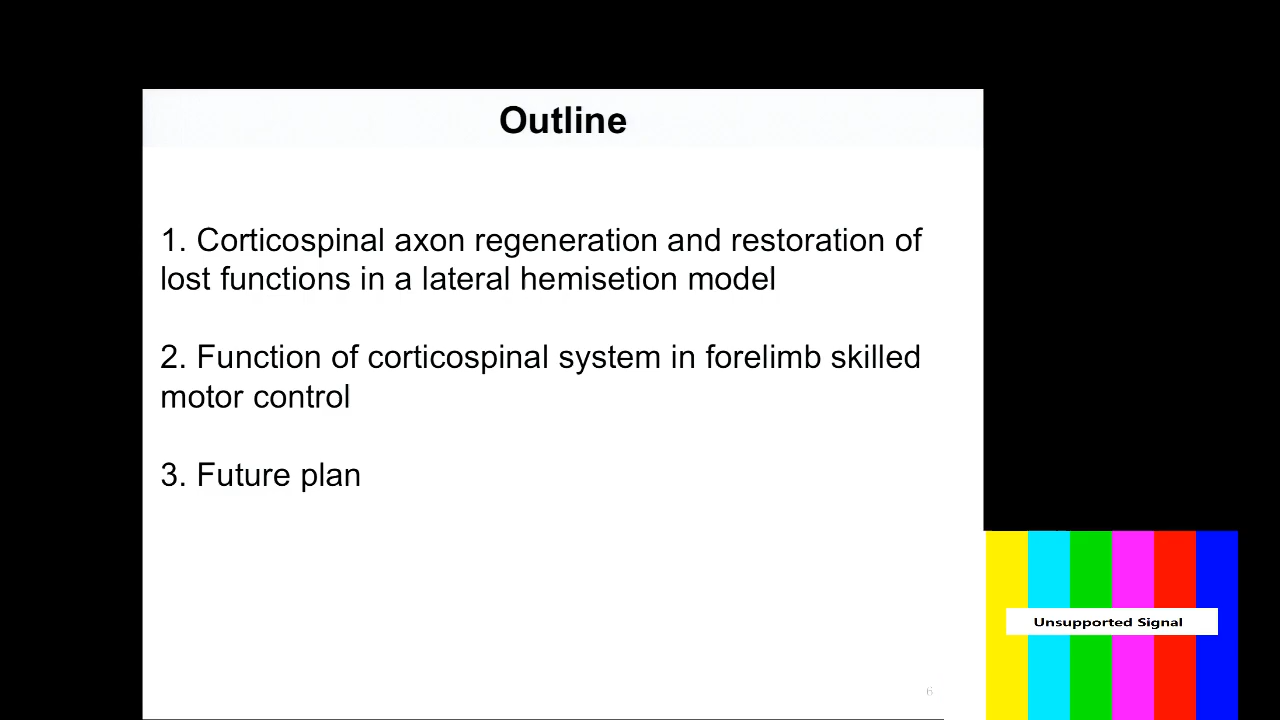 Outline
1. Corticospinal axon regeneration and restoration of
lost functions in a lateral hemisetion model
2. Function of corticospinal system in forelimb skilled
motor control
3. Future plan
Unsupported Signal
6